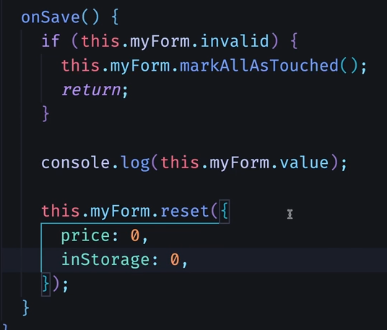 onSave() {
if (this.myForm.invalid) {
this.myForm.markAllAsTouched();
return;
}
console.log(this.myForm.value);
this.myForm.reset({
price: 0,
inStorage: 0,
});
}